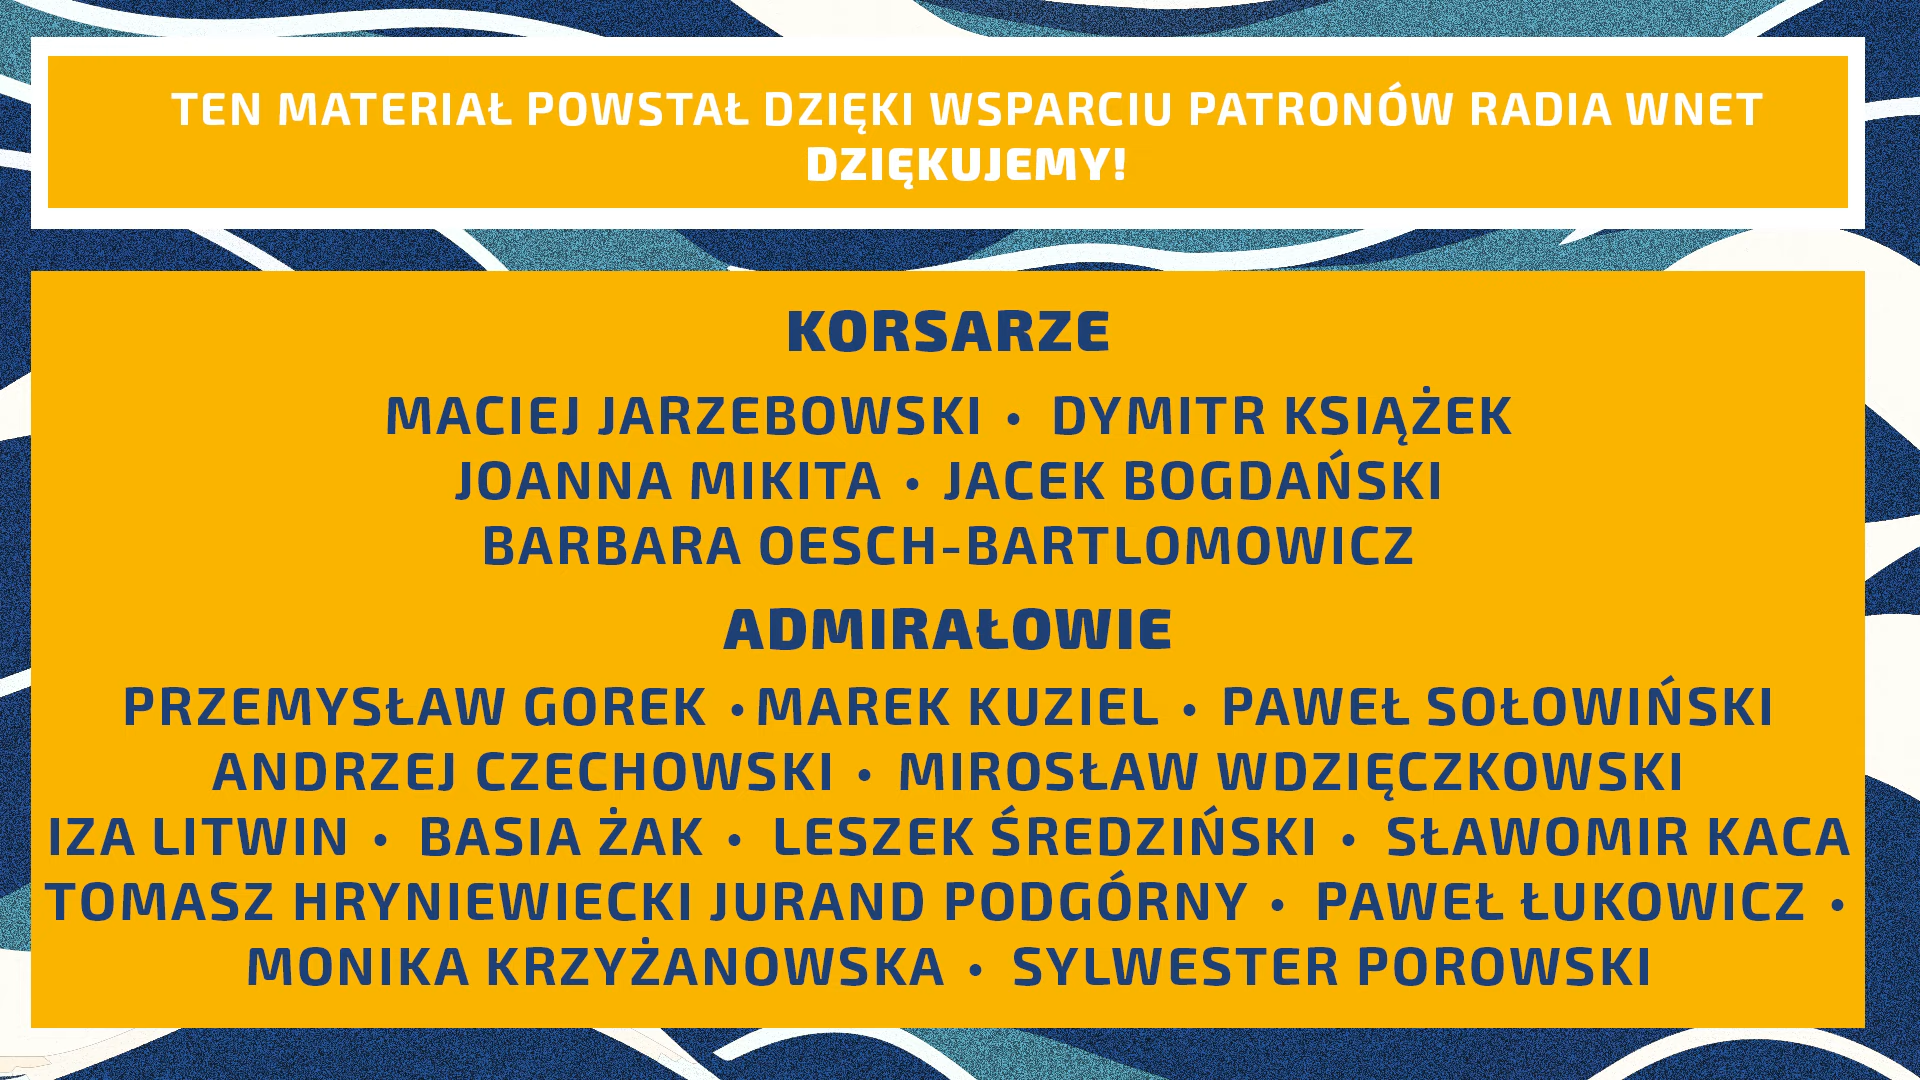 TEN MATERIAŁ POWSTAŁ DZIĘKI WSPARCIU PATRONÓW RADIA WNET
DZIĘKUJEMY!
KORSARZE
MACIEJ JARZEBOWSKI • DYMITR KSIĄŻEK
JOANNA MIKITA • JACEK BOGDAŃSKI
BARBARA OESCH-BARTLOMOWICZ
ADMIRAŁOWIE
PRZEMYSŁAW GOREK • MAREK KUZIEL • PAWEŁ SOŁOWIŃSKI
ANDRZEJ CZECHOWSKI • MIROSŁAW WDZIĘCZKOWSKI
IZA LITWIN • BASIA ŻAK • LESZEK ŚREDZIŃSKI • SŁAWOMIR KACA
TOMASZ HRYNIEWIECKI JURAND PODGÓRNY • PAWEŁ ŁUKOWICZ •
MONIKA KRZYŻANOWSKA • SYLWESTER POROWSKI